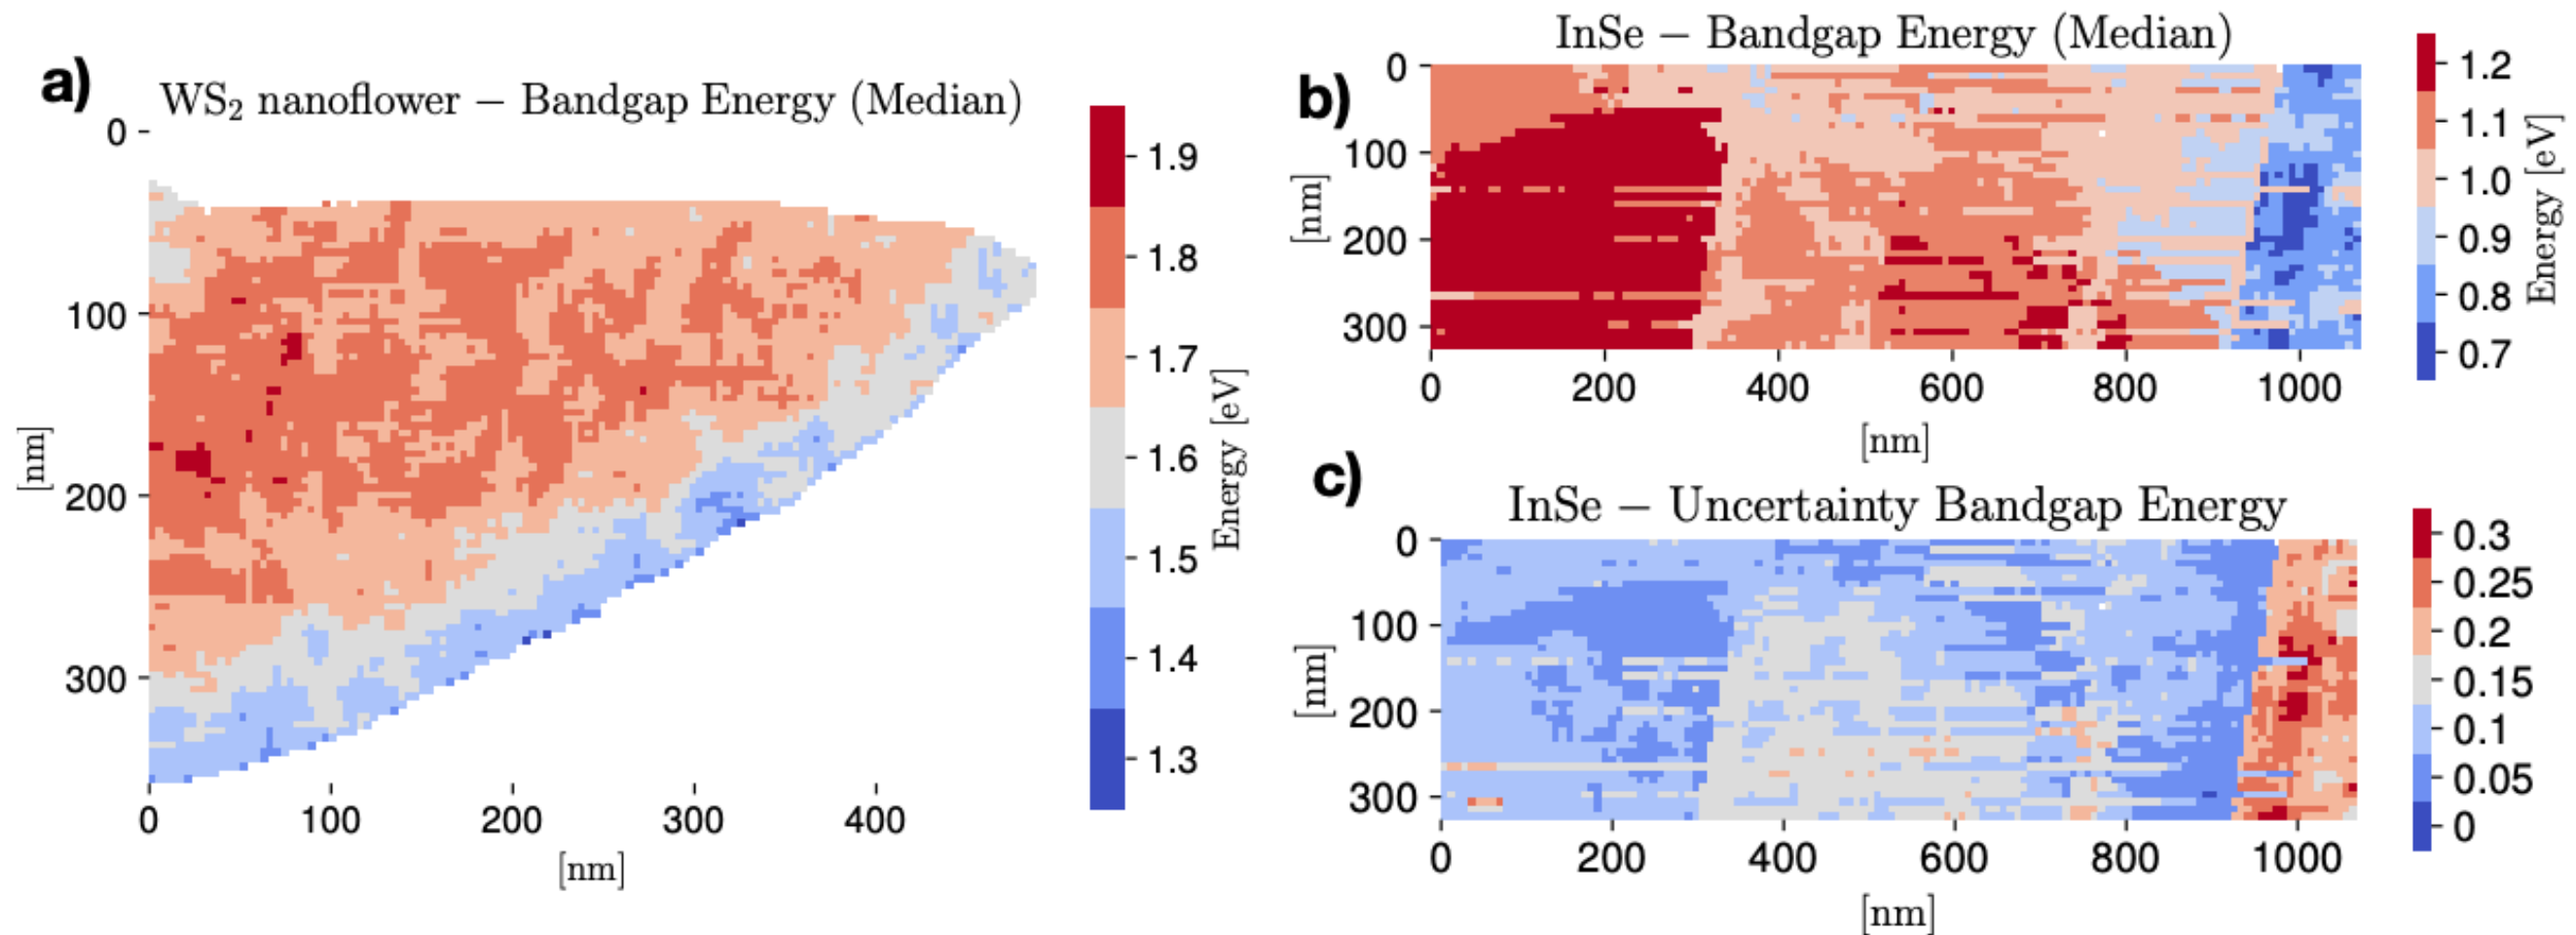 a)
WS₂ nanoflower – Bandgap Energy (Median)
0
100
200
300
[nm]
0 100 200 300 400
[nm]
1.9
1.8
1.7
1.6
1.5
1.4
1.3
Energy [eV]
b)
InSe – Bandgap Energy (Median)
0
100
200
300
[nm]
0 200 400 600 800 1000
[nm]
1.2
1.1
1.0
0.9
0.8
0.7
Energy [eV]
c)
InSe – Uncertainty Bandgap Energy
0
100
200
300
[nm]
0 200 400 600 800 1000
[nm]
0.3
0.25
0.2
0.15
0.1
0.05
0